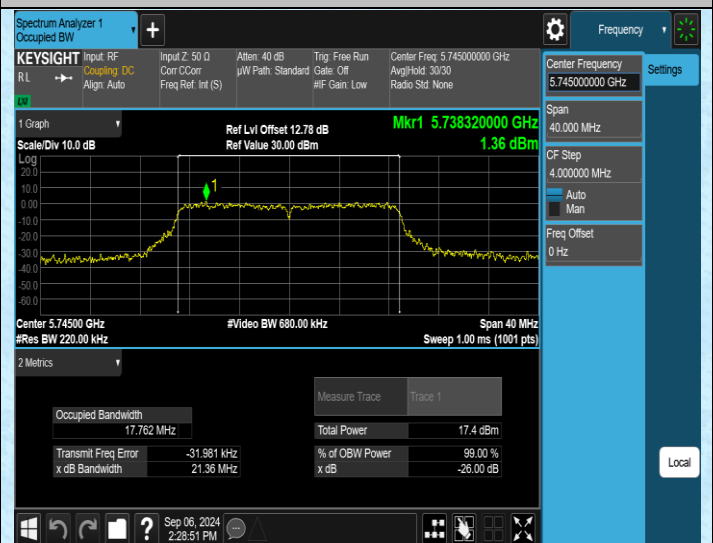 Spectrum Analyzer 1
Occupied BW
+
Frequency
KEYSIGHT
Input: RF
Coupling: DC
Align: Auto
Input Z: 50 Ω
Corr CCorr
Freq Ref: Int (S)
Atten: 40 dB
µW Path: Standard
Trig: Free Run
Gate: Off
#IF Gain: Low
Center Freq: 5.745000000 GHz
Avg|Hold: 30/30
Radio Std: None
R L
LXI
Center Frequency
5.745000000 GHz
Settings
Span
40.000 MHz
CF Step
4.000000 MHz
Auto
Man
Freq Offset
0 Hz
1 Graph
Ref Lvl Offset 12.78 dB
Mkr1 5.738320000 GHz
Scale/Div 10.0 dB
Ref Value 30.00 dBm
1.36 dBm
Log
20.0
10.0
0.00
-10.0
-20.0
-30.0
-40.0
-50.0
-60.0
1
Center 5.74500 GHz
#Video BW 680.00 kHz
Span 40 MHz
#Res BW 220.00 kHz
Sweep 1.00 ms (1001 pts)
2 Metrics
Measure Trace
Trace 1
Occupied Bandwidth
17.762 MHz
Total Power
17.4 dBm
Transmit Freq Error
-31.981 kHz
% of OBW Power
99.00 %
x dB Bandwidth
21.36 MHz
x dB
-26.00 dB
Local
?
Sep 06, 2024
2:28:51 PM